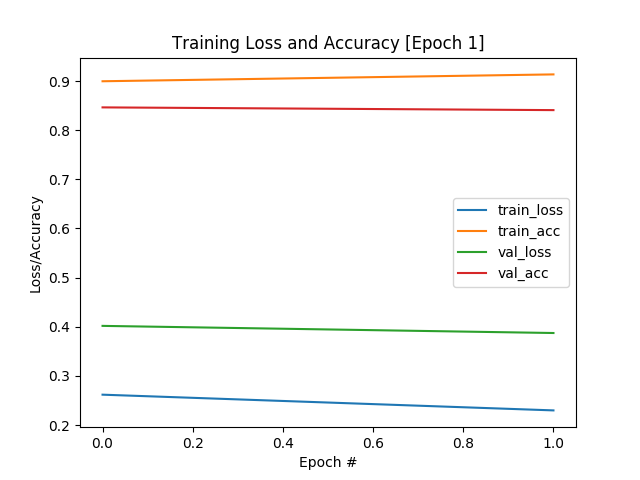 Training Loss and Accuracy [Epoch 1]
0.9
0.8
0.7
0.6
0.5
0.4
0.3
0.2
Loss/Accuracy
train_loss
train_acc
val_loss
val_acc
0.0 0.2 0.4 0.6 0.8 1.0
Epoch #